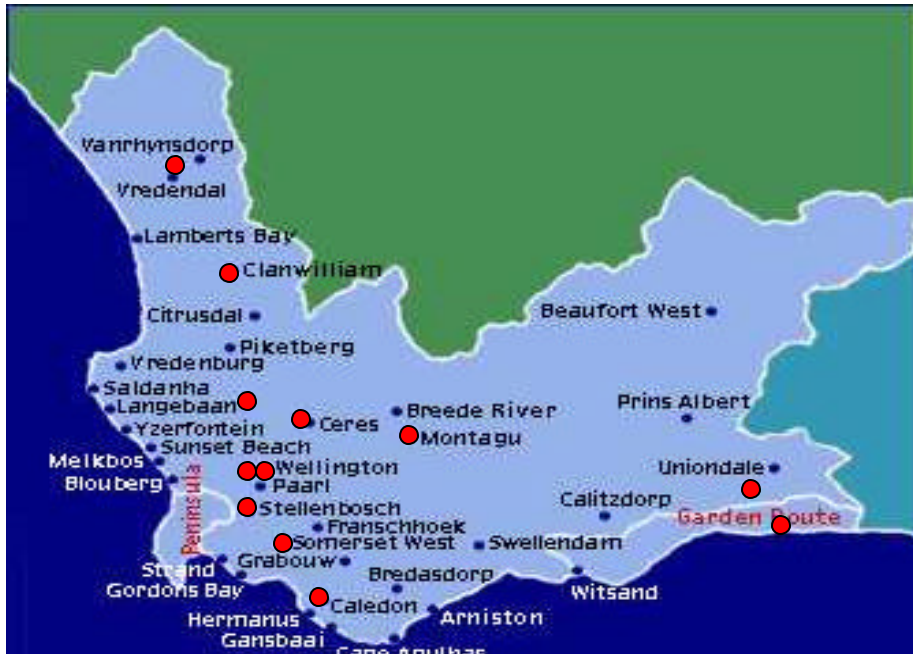 Vanrhynsdorp
Vredendal
Lamberts Bay
Clanwilliam
Citrusdal
Beaufort West
Piketberg
Vredenburg
Saldanha
Langebaan
Breede River
Prins Albert
Ceres
Yzerfontein
Montagu
Sunset Beach
Melkbos
Wellington
Uniondale
Blouberg
Paarl
Peninsula
Stellenbosch
Calitzdorp
Garden Route
Franschhoek
Somerset West
Swellendam
Strand
Grabouw
Gordons Bay
Bredasdorp
Witsand
Caledon
Hermanus
Arniston
Gansbaai
Cape Agulhas